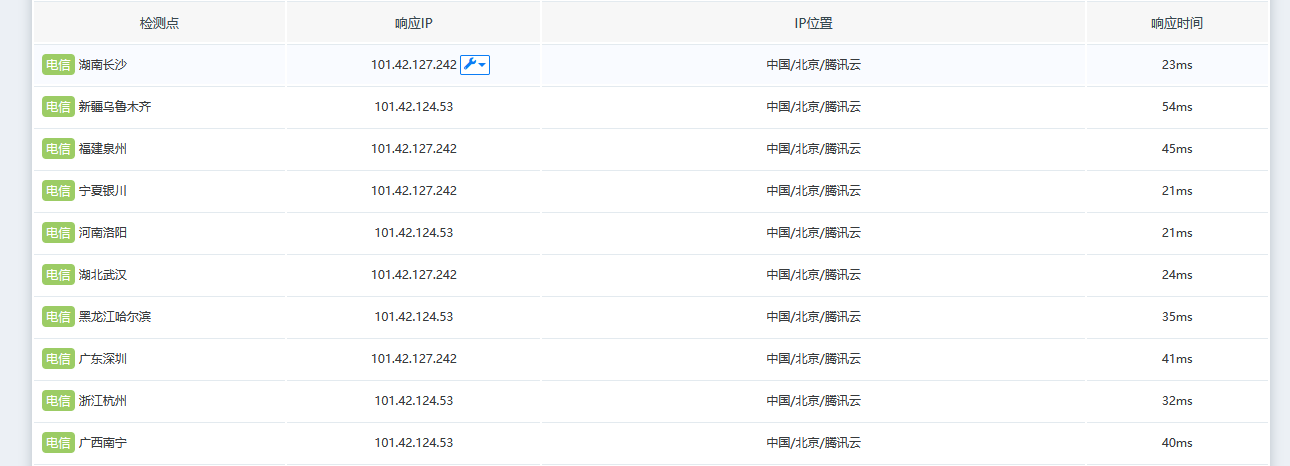 检测点 响应IP IP位置 响应时间
电信 湖南长沙 101.42.127.242 中国/北京/腾讯云 23ms
电信 新疆乌鲁木齐 101.42.124.53 中国/北京/腾讯云 54ms
电信 福建泉州 101.42.127.242 中国/北京/腾讯云 45ms
电信 宁夏银川 101.42.127.242 中国/北京/腾讯云 21ms
电信 河南洛阳 101.42.124.53 中国/北京/腾讯云 21ms
电信 湖北武汉 101.42.127.242 中国/北京/腾讯云 24ms
电信 黑龙江哈尔滨 101.42.124.53 中国/北京/腾讯云 35ms
电信 广东深圳 101.42.127.242 中国/北京/腾讯云 41ms
电信 浙江杭州 101.42.124.53 中国/北京/腾讯云 32ms
电信 广西南宁 101.42.124.53 中国/北京/腾讯云 40ms